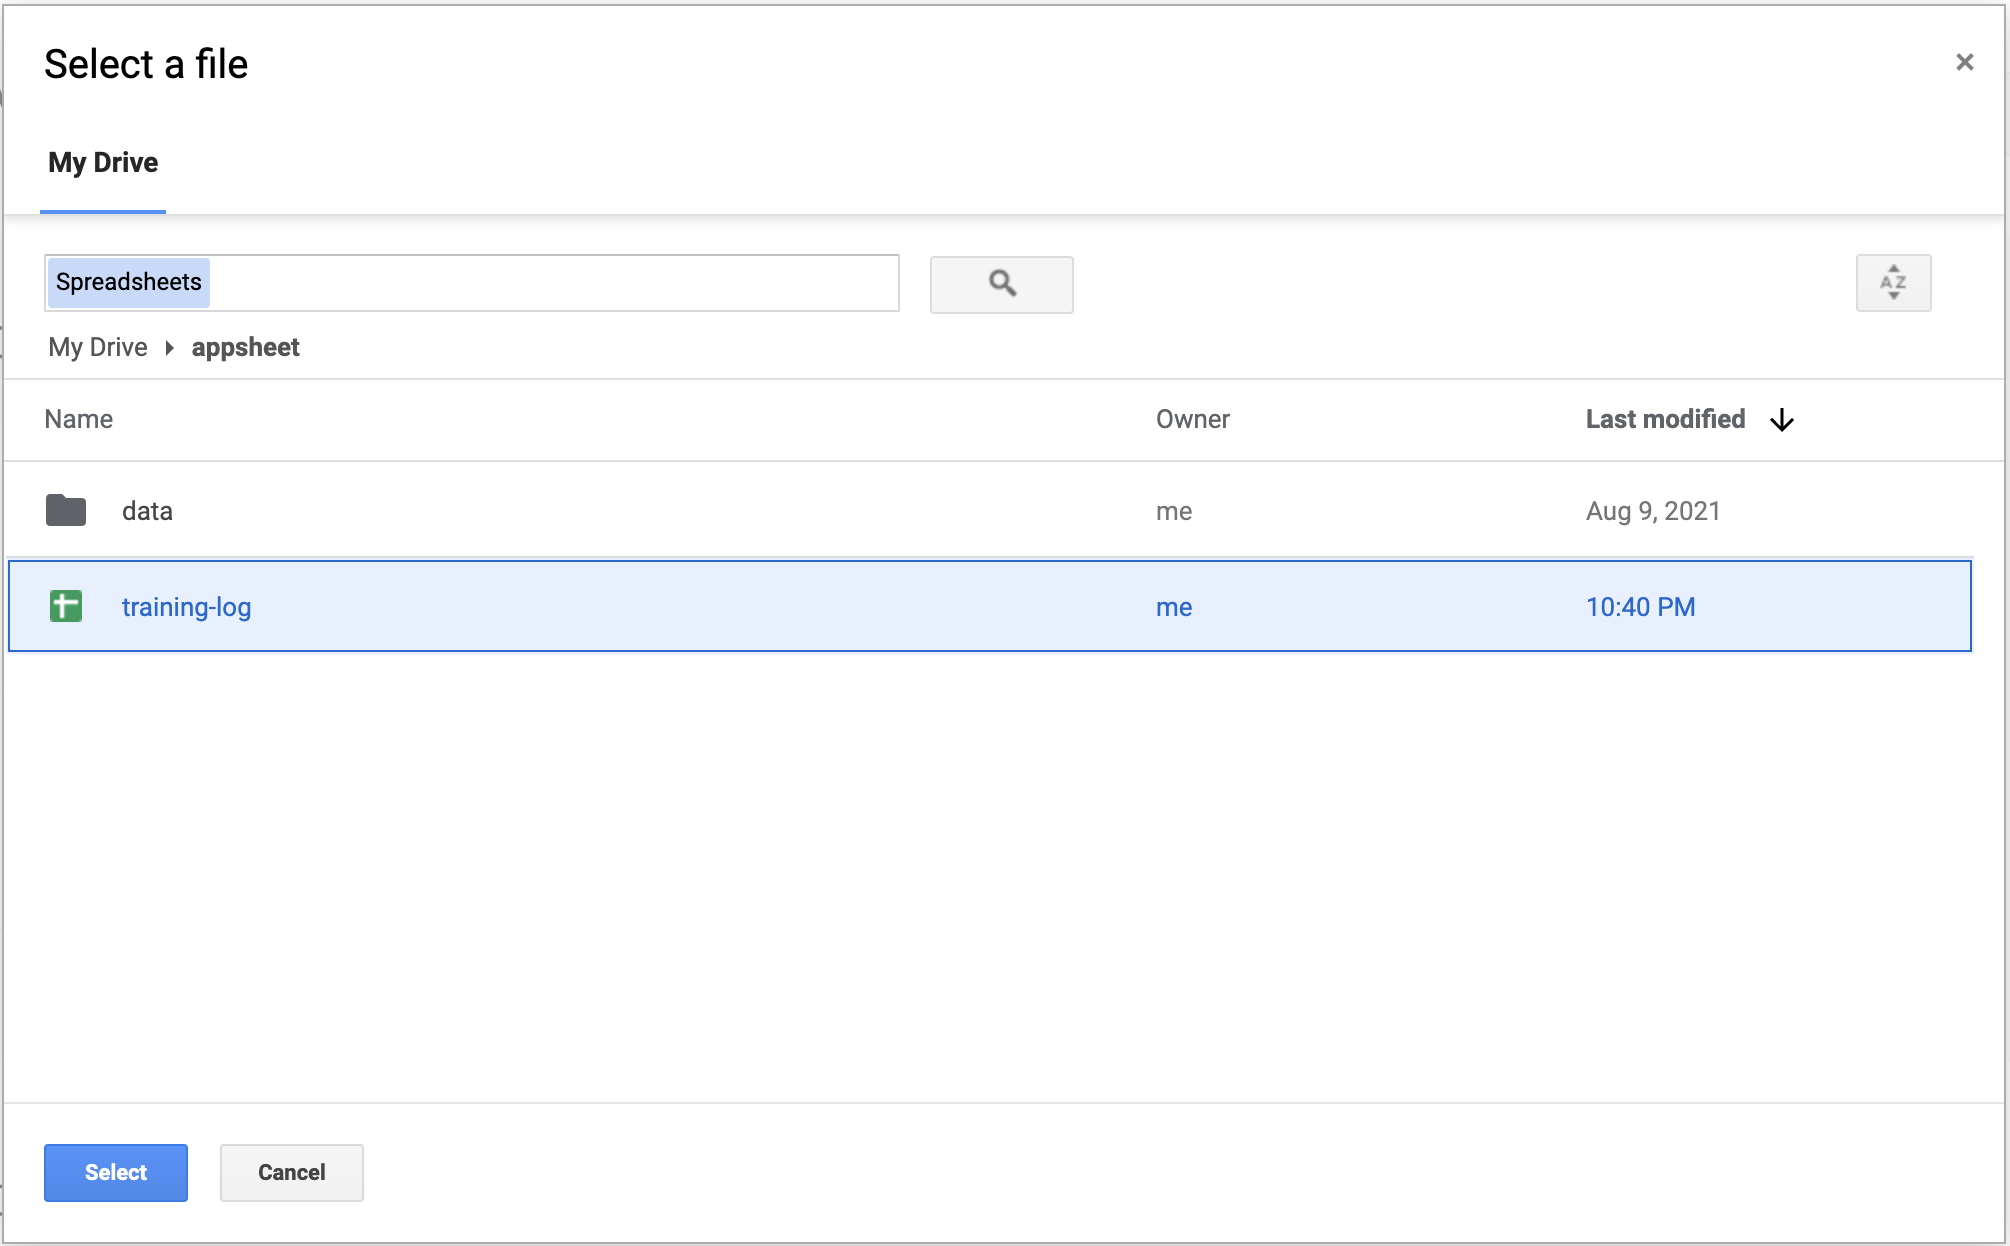 Select a file
My Drive
Spreadsheets
AZ
My Drive appsheet
Name Owner Last modified
data me Aug 9, 2021
training-log me 10:40 PM
Select Cancel